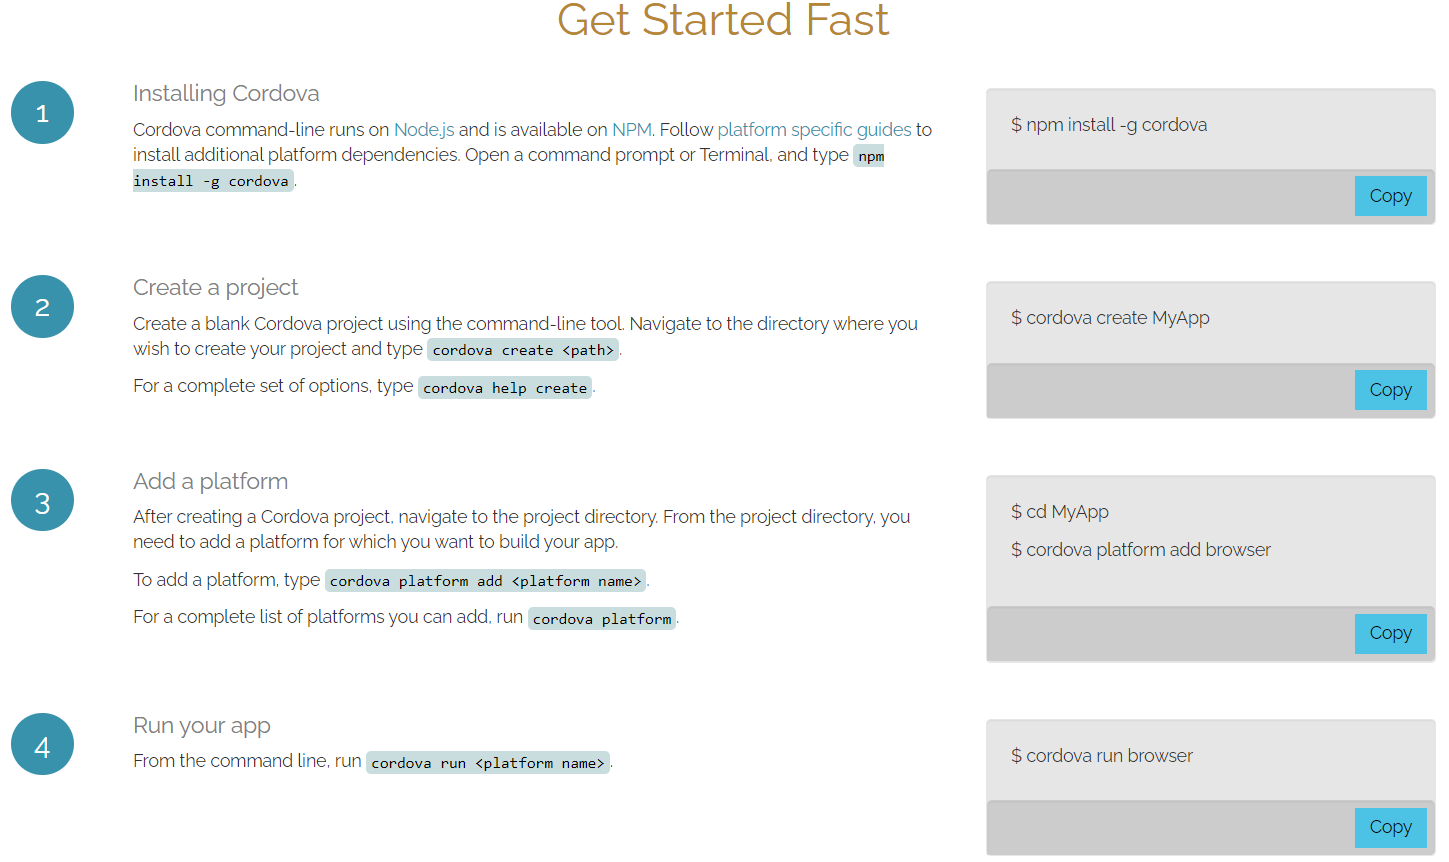 Get Started Fast
1
Installing Cordova
Cordova command-line runs on Node.js and is available on NPM. Follow platform specific guides to
install additional platform dependencies. Open a command prompt or Terminal, and type npm
install -g cordova.
$ npm install -g cordova
Copy
2
Create a project
Create a blank Cordova project using the command-line tool. Navigate to the directory where you
wish to create your project and type cordova create <path>.
For a complete set of options, type cordova help create.
$ cordova create MyApp
Copy
3
Add a platform
After creating a Cordova project, navigate to the project directory. From the project directory, you
need to add a platform for which you want to build your app.
To add a platform, type cordova platform add <platform name>.
For a complete list of platforms you can add, run cordova platform.
$ cd MyApp
$ cordova platform add browser
Copy
4
Run your app
From the command line, run cordova run <platform name>.
$ cordova run browser
Copy